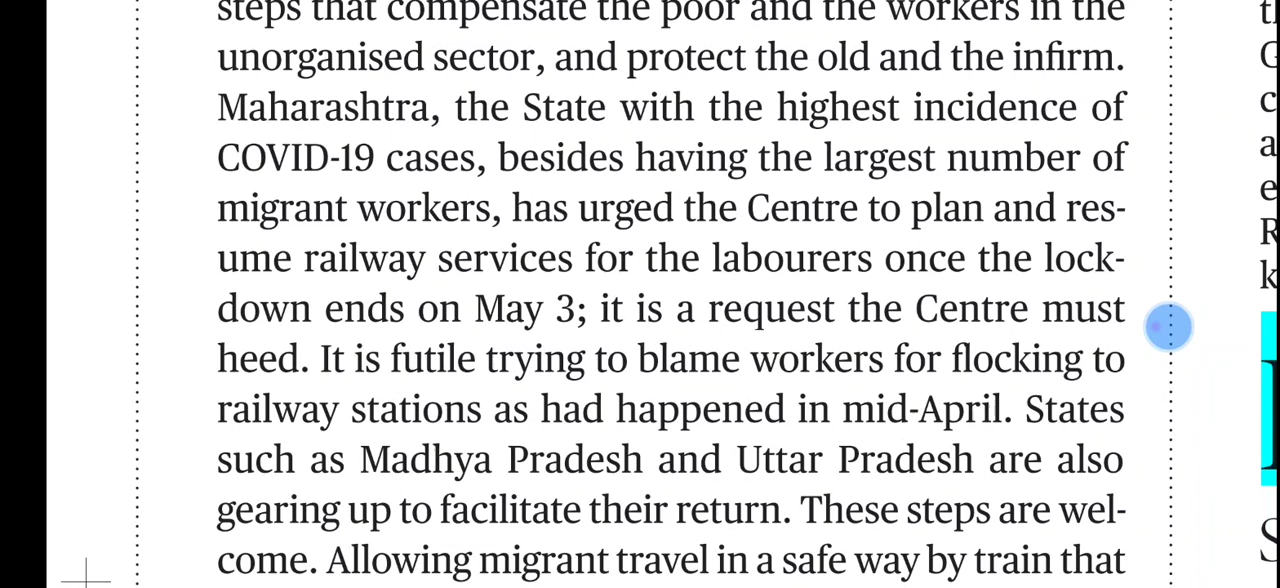 steps that compensate the poor and the workers in the
unorganised sector, and protect the old and the infirm.
Maharashtra, the State with the highest incidence of
COVID-19 cases, besides having the largest number of
migrant workers, has urged the Centre to plan and res-
ume railway services for the labourers once the lock-
down ends on May 3; it is a request the Centre must
heed. It is futile trying to blame workers for flocking to
railway stations as had happened in mid-April. States
such as Madhya Pradesh and Uttar Pradesh are also
gearing up to facilitate their return. These steps are wel-
come. Allowing migrant travel in a safe way by train that